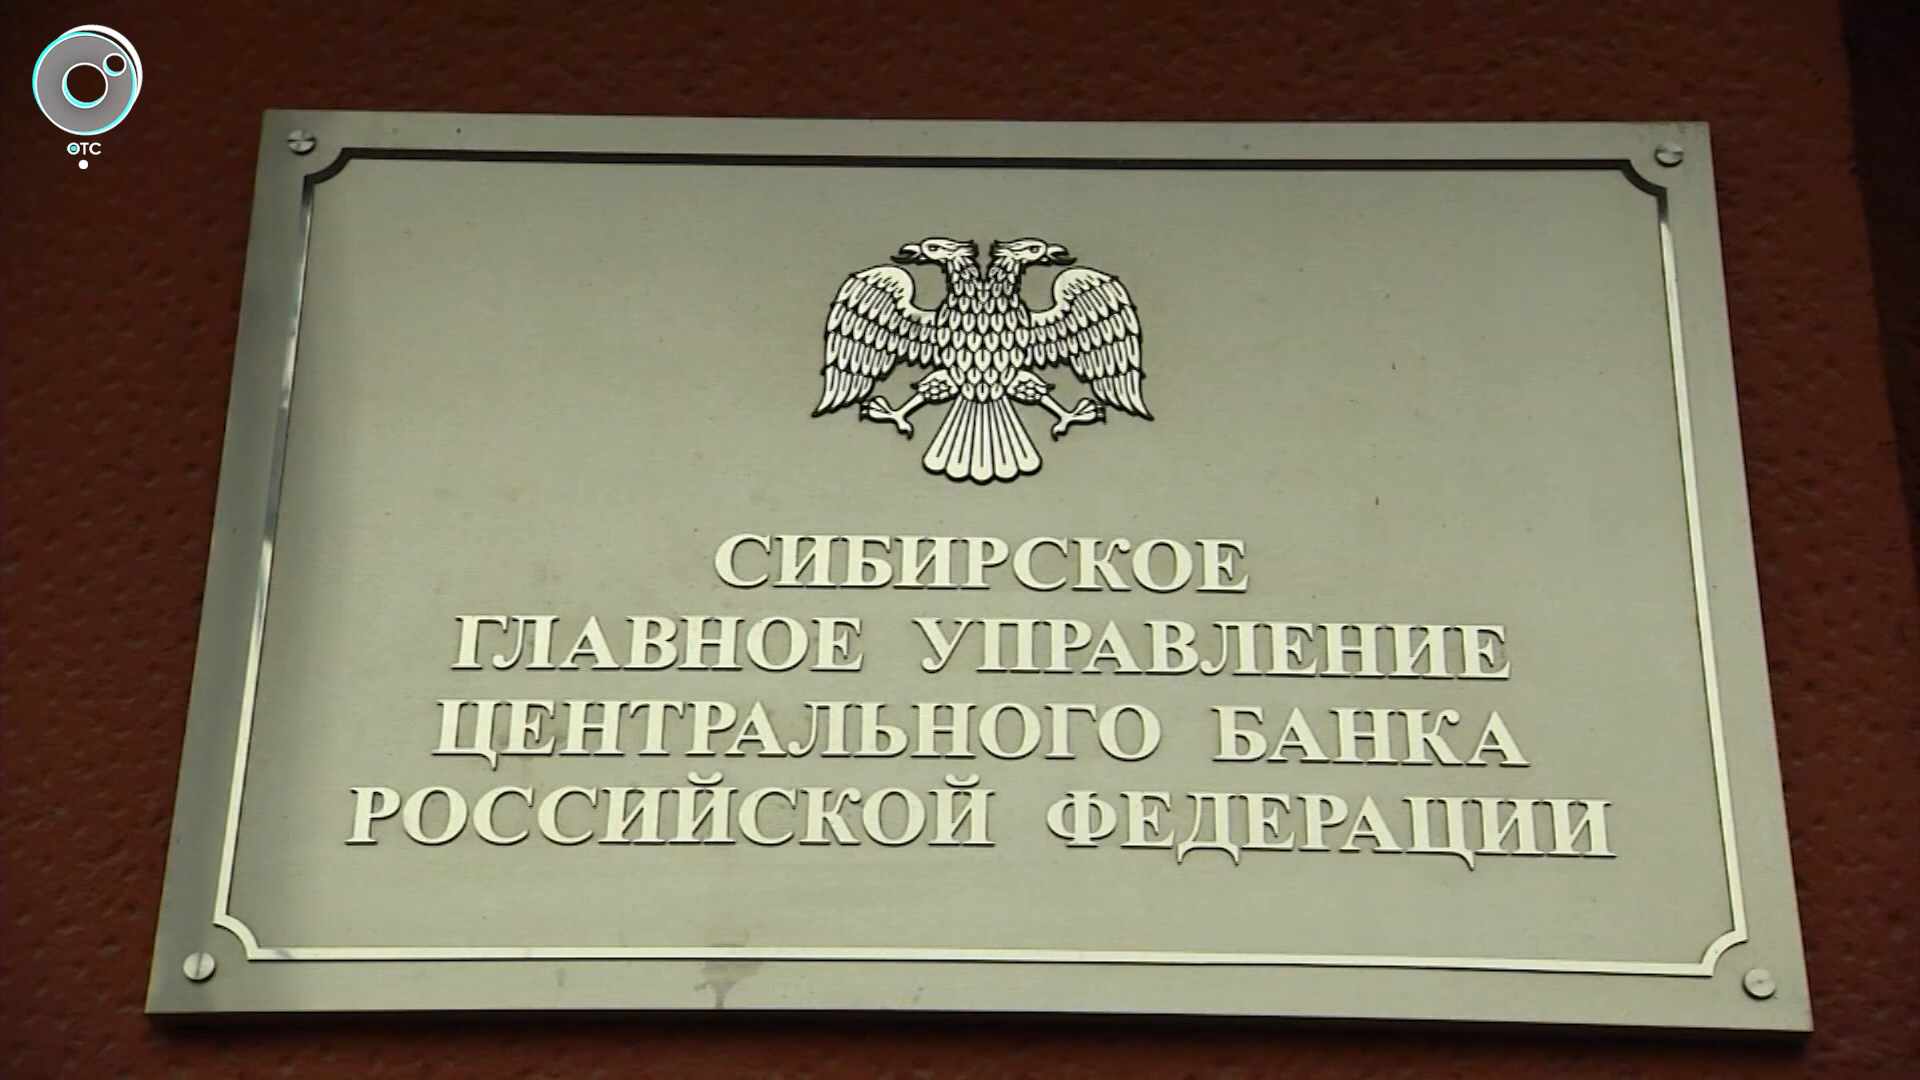 ОТС
СИБИРСКОЕ
ГЛАВНОЕ УПРАВЛЕНИЕ
ЦЕНТРАЛЬНОГО БАНКА
РОССИЙСКОЙ ФЕДЕРАЦИИ